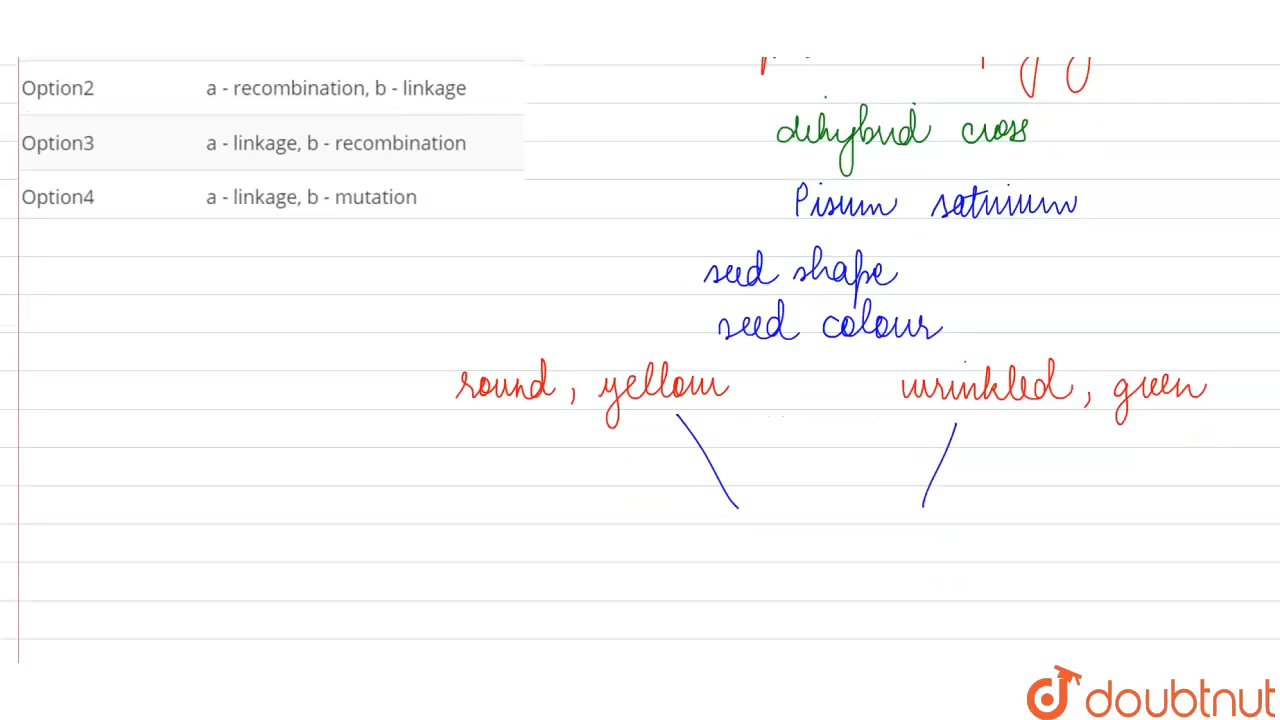 Option2 a - recombination, b - linkage
dihybrid cross
Option3 a - linkage, b - recombination
Option4 a - linkage, b - mutation
Pisum sativum
seed shape
seed colour
round, yellow wrinkled, green
doubtnut